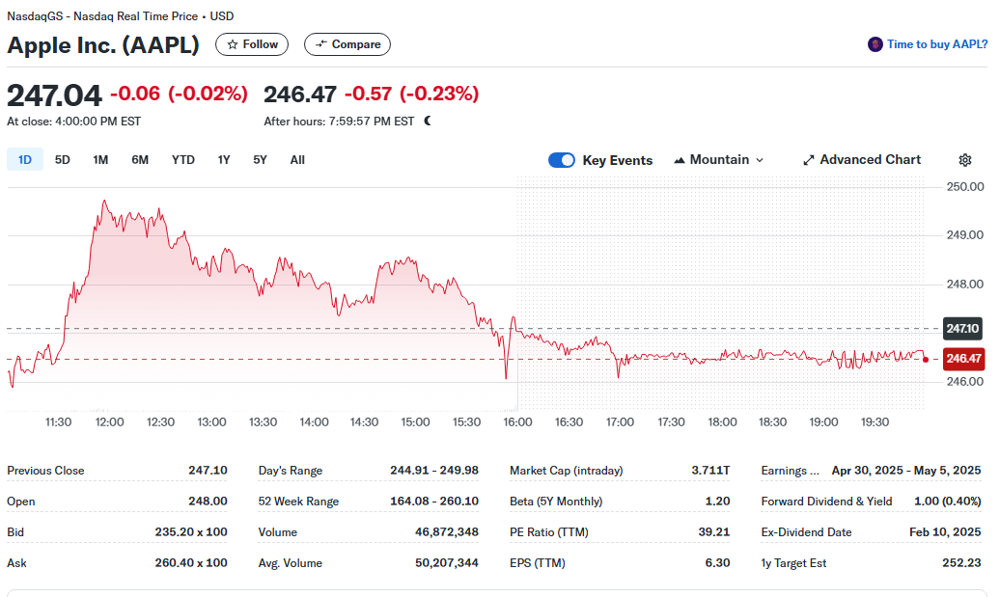 NasdaqGS - Nasdaq Real Time Price • USD
Apple Inc. (AAPL) Follow Compare Time to buy AAPL?
247.04 -0.06 (-0.02%) 246.47 -0.57 (-0.23%)
At close: 4:00:00 PM EST After hours: 7:59:57 PM EST
1D 5D 1M 6M YTD 1Y 5Y All Key Events Mountain Advanced Chart
250.00
249.00
248.00
247.10
246.47
246.00
11:30 12:00 12:30 13:00 13:30 14:00 14:30 15:00 15:30 16:00 16:30 17:00 17:30 18:00 18:30 19:00 19:30
Previous Close 247.10 Day's Range 244.91 - 249.98 Market Cap (intraday) 3.711T Earnings ... Apr 30, 2025 - May 5, 2025
Open 248.00 52 Week Range 164.08 - 260.10 Beta (5Y Monthly) 1.20 Forward Dividend & Yield 1.00 (0.40%)
Bid 235.20 x 100 Volume 46,872,348 PE Ratio (TTM) 39.21 Ex-Dividend Date Feb 10, 2025
Ask 260.40 x 100 Avg. Volume 50,207,344 EPS (TTM) 6.30 1y Target Est 252.23